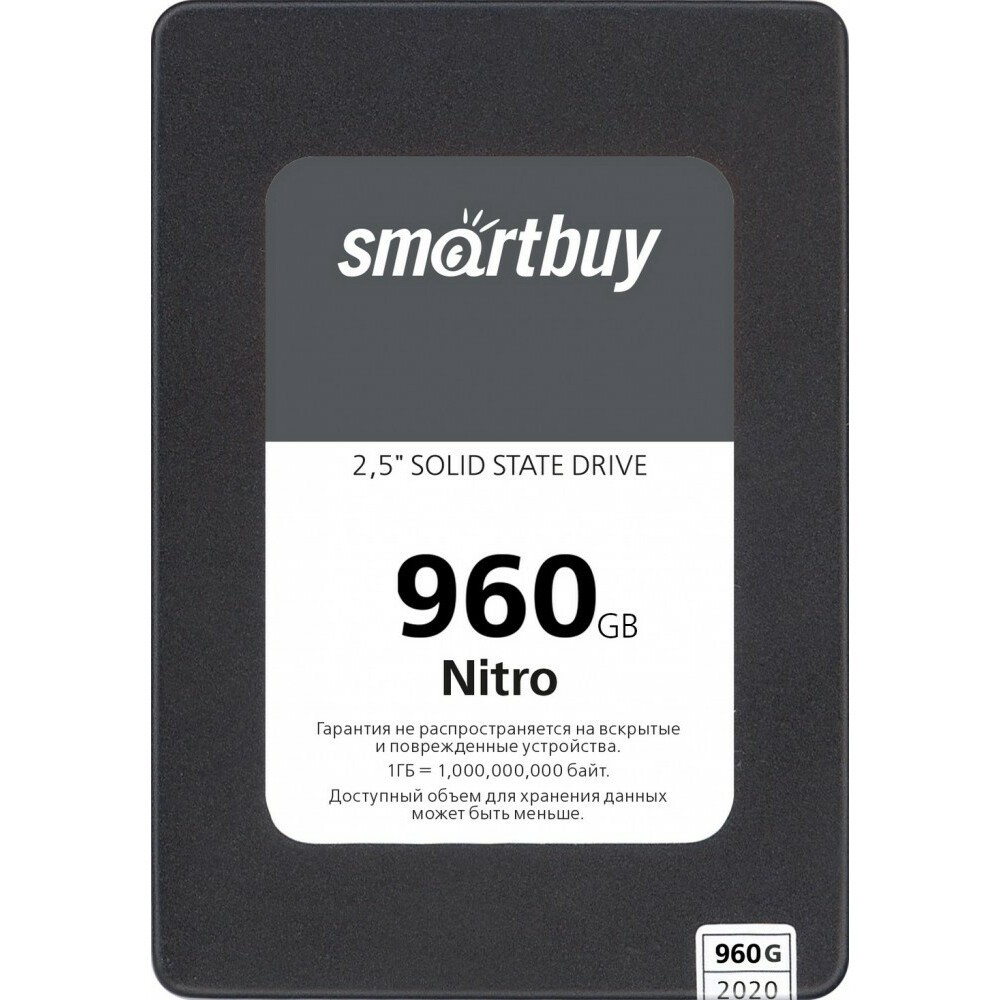 smartbuy
2,5" SOLID STATE DRIVE
960GB
Nitro
Гарантия не распространяется на вскрытые
и поврежденные устройства.
1ГБ = 1,000,000,000 байт.
Доступный объем для хранения данных
может быть меньше.
960G
2020